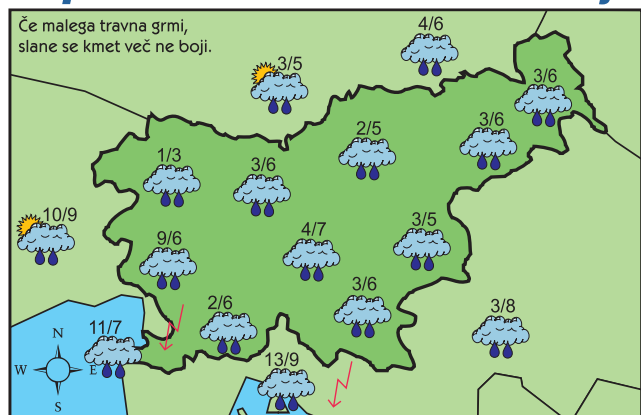 Če malega travna grmi,
slane se kmet več ne boji.
4/6
3/5
3/6
3/6
2/5
1/3
3/6
10/9
3/5
4/7
9/6
3/6
2/6
3/8
11/7
13/9
N
W
E
S